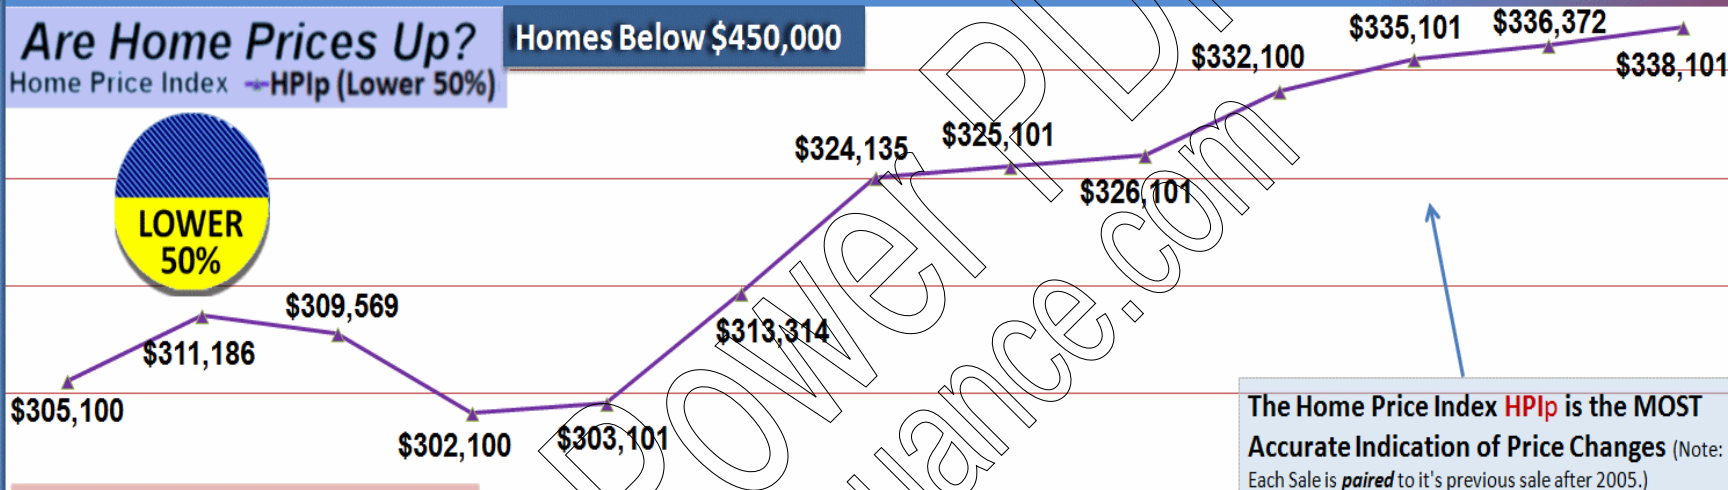 Are Home Prices Up?
Home Price Index HPIp (Lower 50%)
Homes Below $450,000
LOWER
50%
$305,100
$311,186
$309,569
$302,100
$303,101
$313,314
$324,135
$325,101
$326,101
$332,100
$335,101
$336,372
$338,101
The Home Price Index HPIp is the MOST
Accurate Indication of Price Changes (Note:
Each Sale is paired to it's previous sale after 2005.)
Power
.com